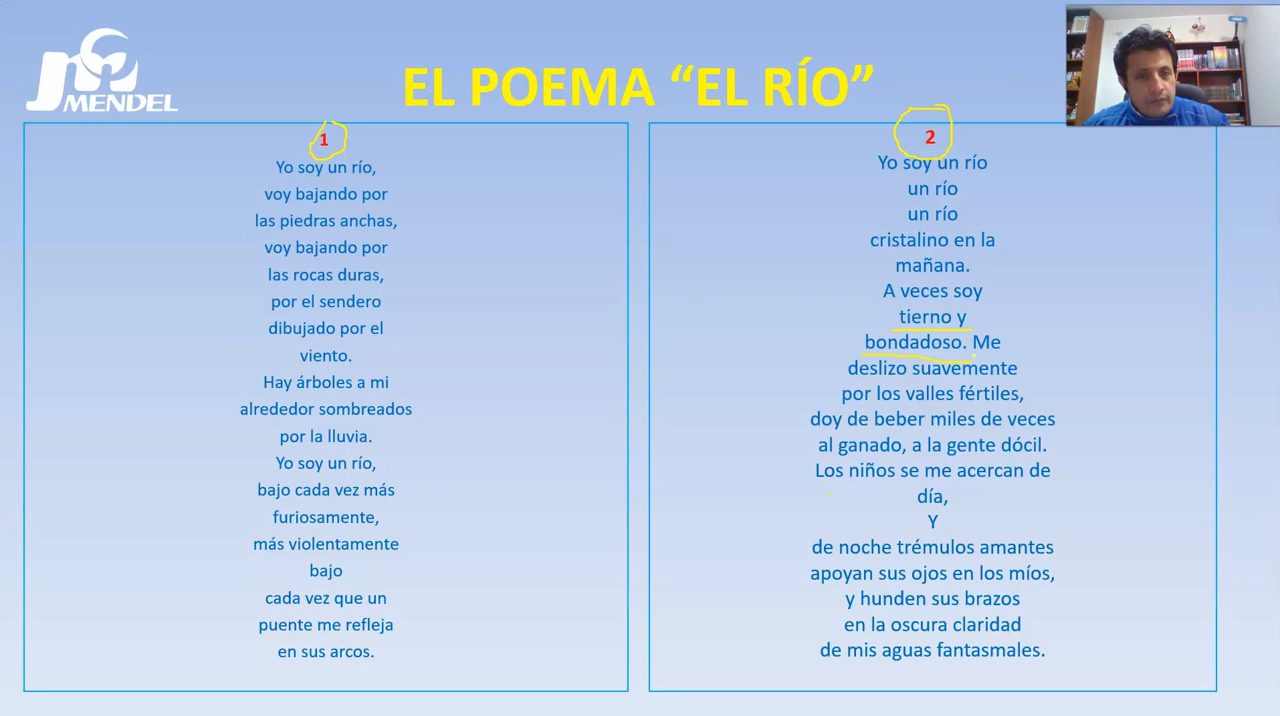 MENDEL
EL POEMA “EL RÍO”
1
Yo soy un río,
voy bajando por
las piedras anchas,
voy bajando por
las rocas duras,
por el sendero
dibujado por el
viento.
Hay árboles a mi
alrededor sombreados
por la lluvia.
Yo soy un río,
bajo cada vez más
furiosamente,
más violentamente
bajo
cada vez que un
puente me refleja
en sus arcos.
2
Yo soy un río
un río
un río
cristalino en la
mañana.
A veces soy
tierno y
bondadoso. Me
deslizo suavemente
por los valles fértiles,
doy de beber miles de veces
al ganado, a la gente dócil.
Los niños se me acercan de
día,
Y
de noche trémulos amantes
apoyan sus ojos en los míos,
y hunden sus brazos
en la oscura claridad
de mis aguas fantasmales.